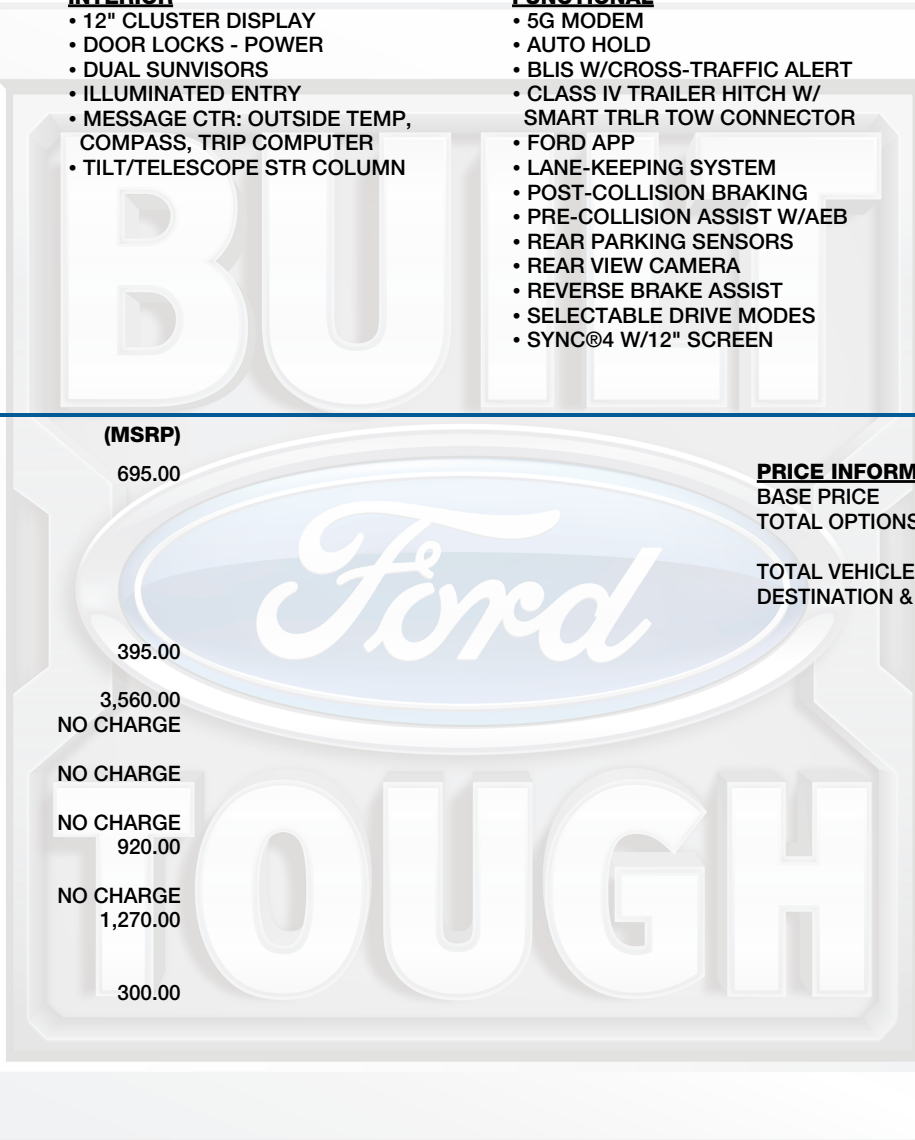 INTERIOR
• 12" CLUSTER DISPLAY
• DOOR LOCKS - POWER
• DUAL SUNVISORS
• ILLUMINATED ENTRY
• MESSAGE CTR: OUTSIDE TEMP,
COMPASS, TRIP COMPUTER
• TILT/TELESCOPE STR COLUMN
FUNCTIONAL
• 5G MODEM
• AUTO HOLD
• BLIS W/CROSS-TRAFFIC ALERT
• CLASS IV TRAILER HITCH W/
SMART TRLR TOW CONNECTOR
• FORD APP
• LANE-KEEPING SYSTEM
• POST-COLLISION BRAKING
• PRE-COLLISION ASSIST W/AEB
• REAR PARKING SENSORS
• REAR VIEW CAMERA
• REVERSE BRAKE ASSIST
• SELECTABLE DRIVE MODES
• SYNC®4 W/12" SCREEN
BUILT
(MSRP)
695.00
395.00
3,560.00
NO CHARGE
NO CHARGE
NO CHARGE
920.00
NO CHARGE
1,270.00
300.00
PRICE INFORM
BASE PRICE
TOTAL OPTIONS
TOTAL VEHICLE
DESTINATION &
Ford
TOUGH